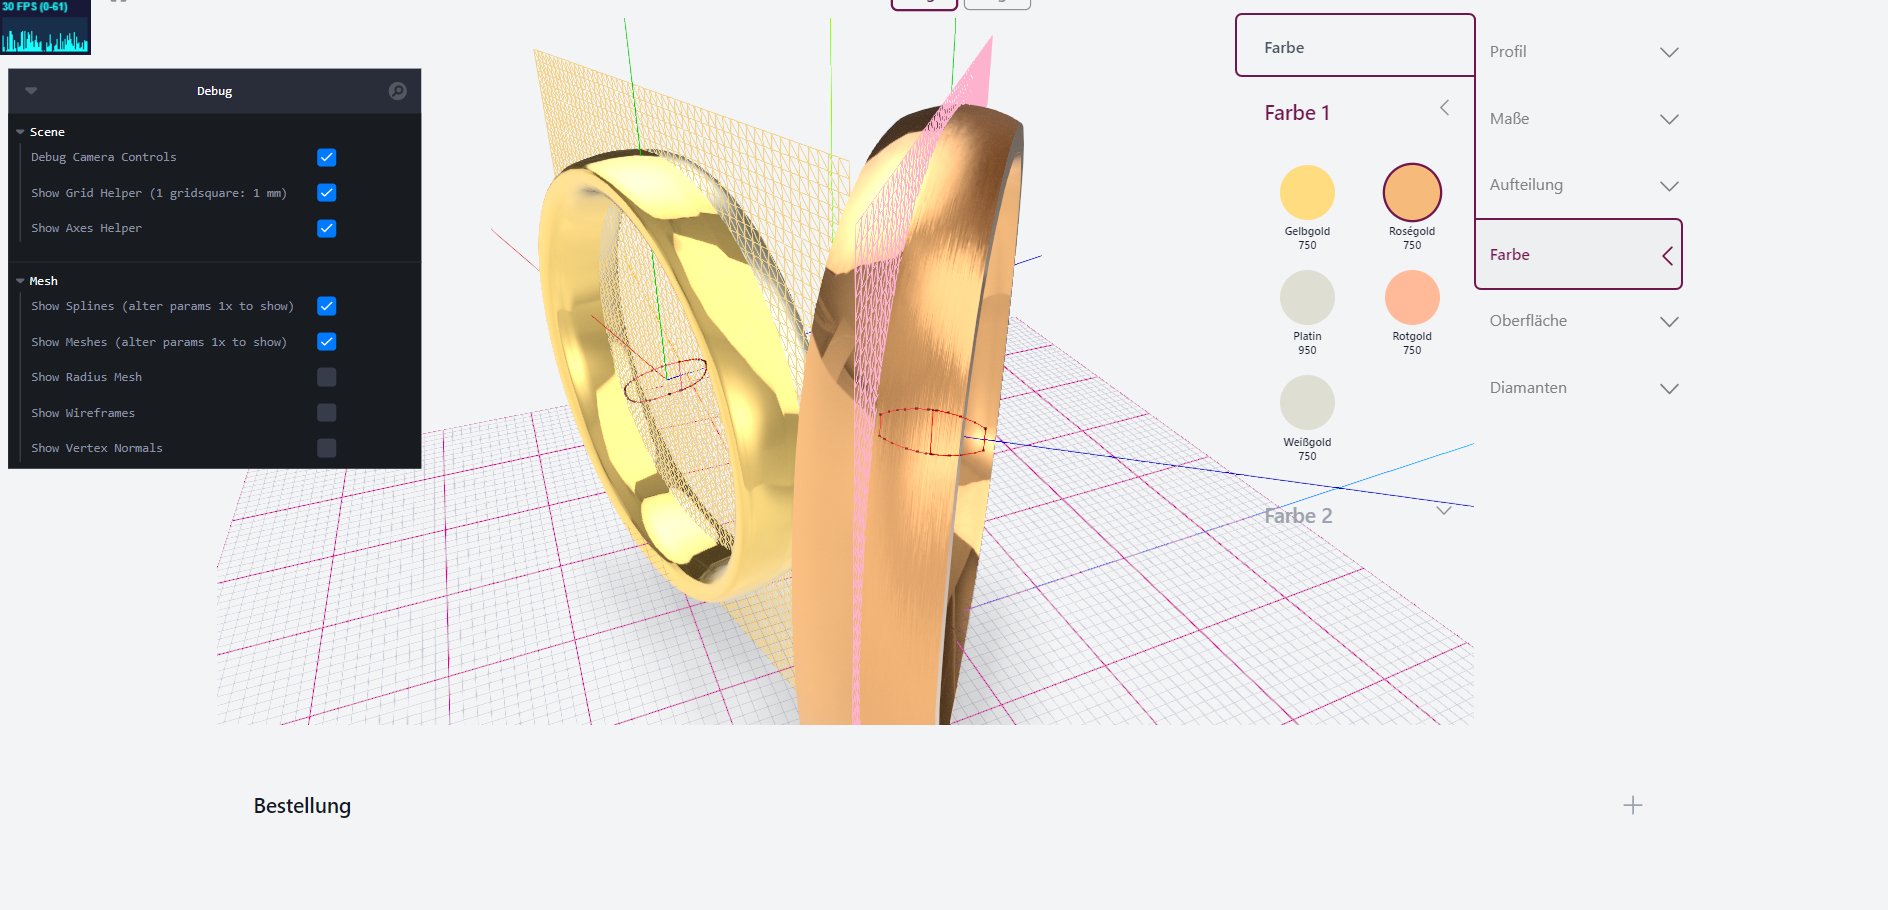 30 FPS (0-61)
Debug
Scene
Debug Camera Controls
Show Grid Helper (1 gridsquare: 1 mm)
Show Axes Helper
Mesh
Show Splines (alter params 1x to show)
Show Meshes (alter params 1x to show)
Show Radius Mesh
Show Wireframes
Show Vertex Normals
Farbe
Farbe 1
Gelbgold
750
Roségold
750
Platin
950
Rotgold
750
Weißgold
750
Farbe 2
Profil
Maße
Aufteilung
Farbe
Oberfläche
Diamanten
Bestellung